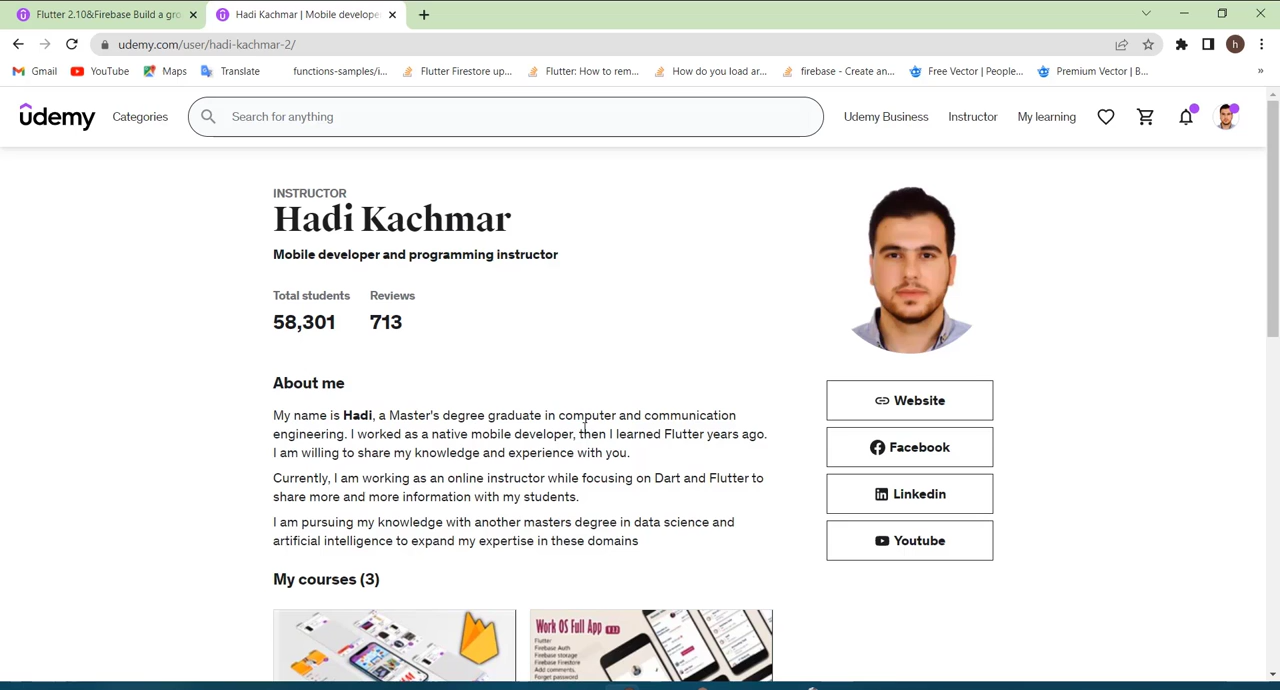 Flutter 2.10&Firebase Build a gro
Hadi Kachmar | Mobile develope
udemy.com/user/hadi-kachmar-2/
h
Gmail
YouTube
Maps
Translate
functions-samples/i...
Flutter Firestore up...
Flutter: How to rem...
How do you load ar...
firebase - Create an...
Free Vector | People...
Premium Vector | B...
»
udemy
Categories
Search for anything
Udemy Business
Instructor
My learning
INSTRUCTOR
Hadi Kachmar
Mobile developer and programming instructor
Total students
Reviews
58,301
713
About me
My name is Hadi, a Master's degree graduate in computer and communication
engineering. I worked as a native mobile developer, then I learned Flutter years ago.
I am willing to share my knowledge and experience with you.
Currently, I am working as an online instructor while focusing on Dart and Flutter to
share more and more information with my students.
I am pursuing my knowledge with another masters degree in data science and
artificial intelligence to expand my expertise in these domains
Website
Facebook
Linkedin
Youtube
My courses (3)
Work OS Full App
Flutter
Firebase Auth
Firebase storage
Firebase Firestore
Add comments.
Forget password